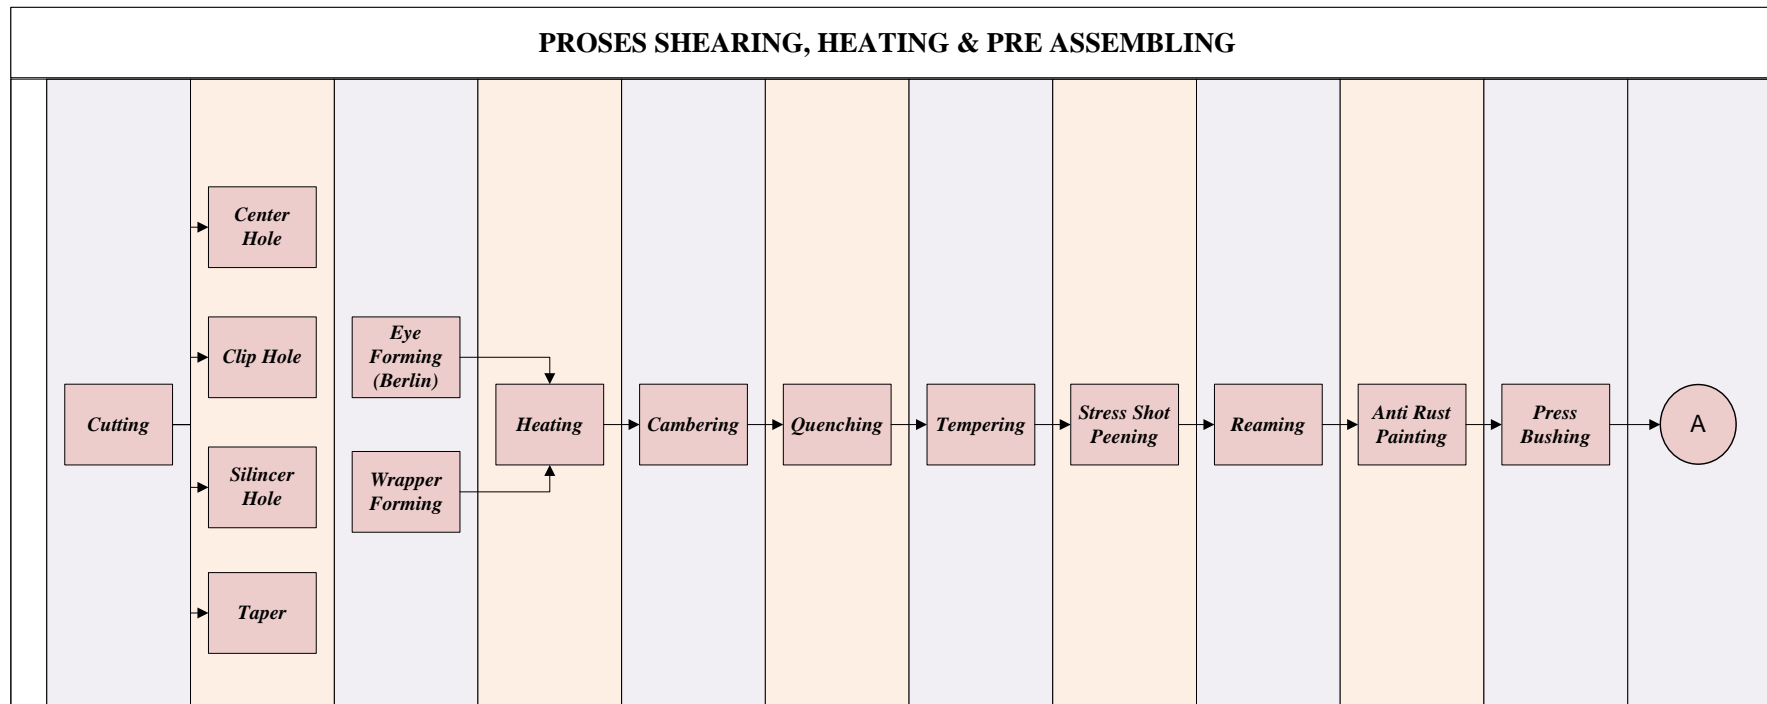 PROSES SHEARING, HEATING & PRE ASSEMBLING
Cutting
Center
Hole
Clip Hole
Silincer
Hole
Taper
Eye
Forming
(Berlin)
Wrapper
Forming
Heating
Cambering
Quenching
Tempering
Stress Shot
Peening
Reaming
Anti Rust
Painting
Press
Bushing
A